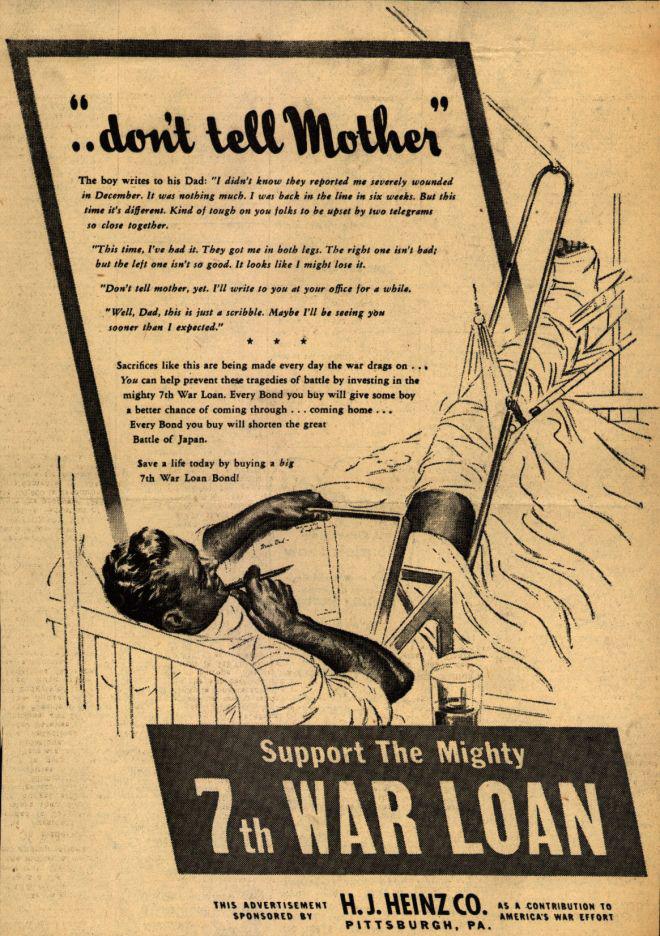 “..don't tell Mother”
The boy writes to his Dad: "I didn't know they reported me severely wounded
in December. It was nothing much. I was back in the line in six weeks. But this
time it's different. Kind of tough on you folks to be upset by two telegrams
so close together.
"This time, I've had it. They got me in both legs. The right one isn't bad;
but the left one isn't so good. It looks like I might lose it.
"Don't tell mother, yet. I'll write to you at your office for a while.
"Well, Dad, this is just a scribble. Maybe I'll be seeing you
sooner than I expected."
* * *
Sacrifices like this are being made every day the war drags on . . .
You can help prevent these tragedies of battle by investing in the
mighty 7th War Loan. Every Bond you buy will give some boy
a better chance of coming through . . . coming home . . .
Every Bond you buy will shorten the great
Battle of Japan.
Save a life today by buying a big
7th War Loan Bond!
Dear Dad -
Support The Mighty
7th WAR LOAN
THIS ADVERTISEMENT SPONSORED BY
H. J. HEINZ CO.
PITTSBURGH, PA.
AS A CONTRIBUTION TO AMERICA'S WAR EFFORT